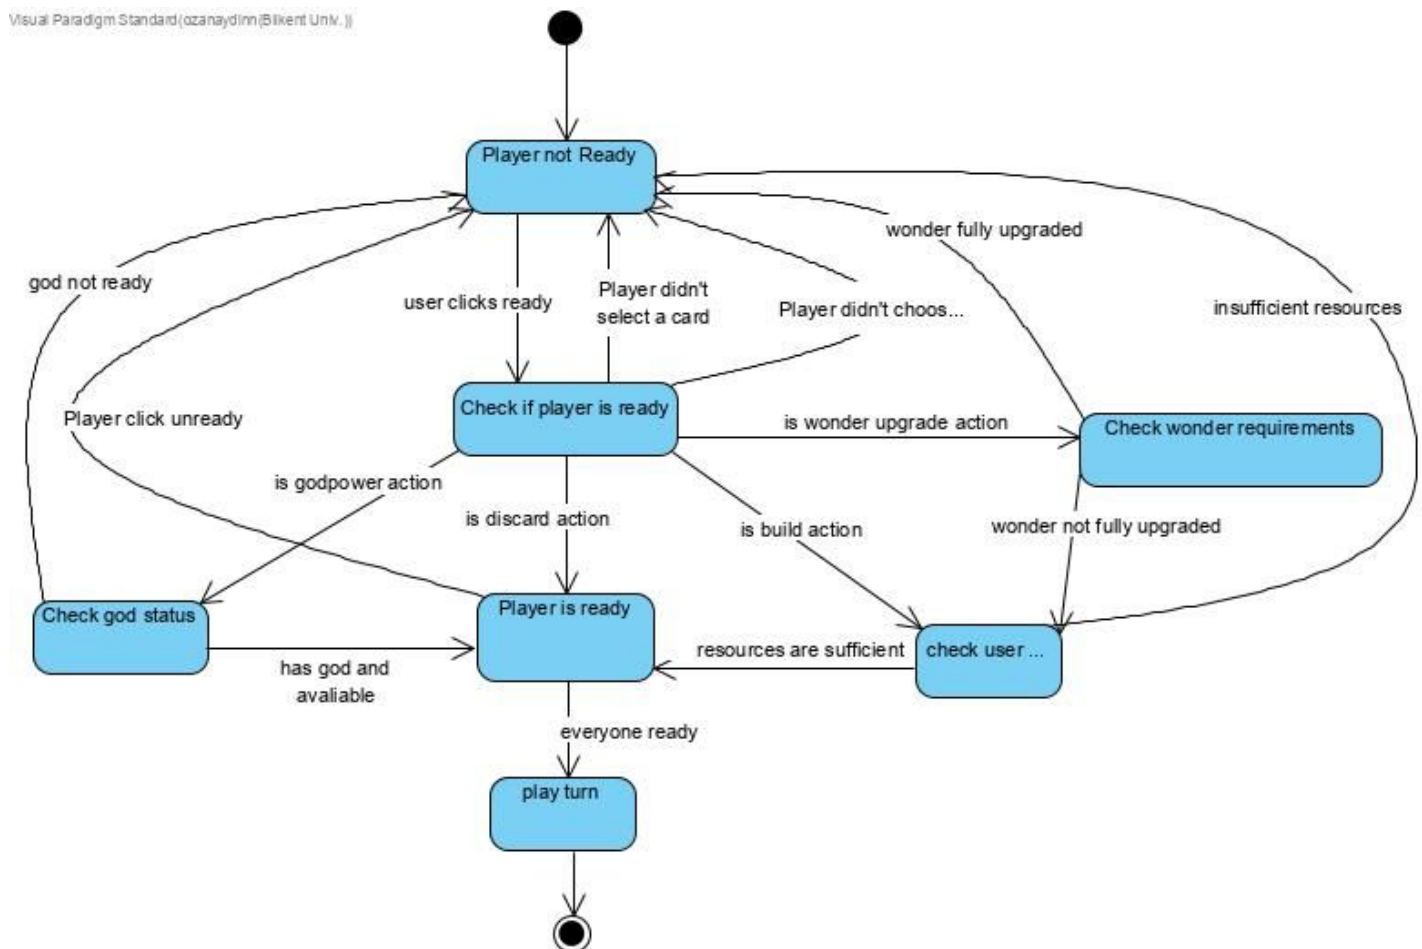 Visual Paradigm Standard(ozanaydinn(Bilkent Univ.))
Player not Ready
wonder fully upgraded
god not ready
user clicks ready
Player didn't
select a card
Player didn't choos...
insufficient resources
Check if player is ready
Player click unready
is wonder upgrade action
Check wonder requirements
is godpower action
is discard action
is build action
wonder not fully upgraded
Check god status
Player is ready
resources are sufficient
check user ...
has god and
avaliable
everyone ready
play turn